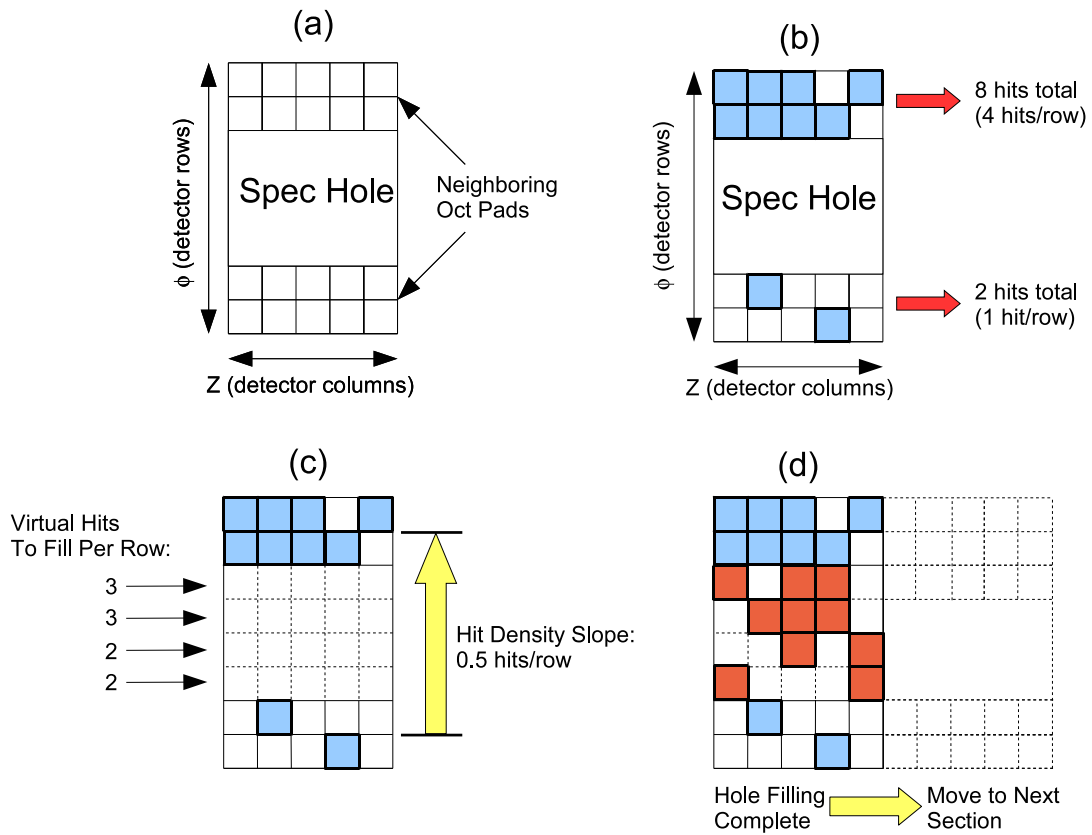 (a)
ϕ (detector rows)
Spec Hole
Neighboring
Oct Pads
Z (detector columns)
(b)
ϕ (detector rows)
Spec Hole
8 hits total
(4 hits/row)
2 hits total
(1 hit/row)
Z (detector columns)
(c)
Virtual Hits
To Fill Per Row:
3
3
2
2
Hit Density Slope:
0.5 hits/row
(d)
Hole Filling
Complete
Move to Next
Section